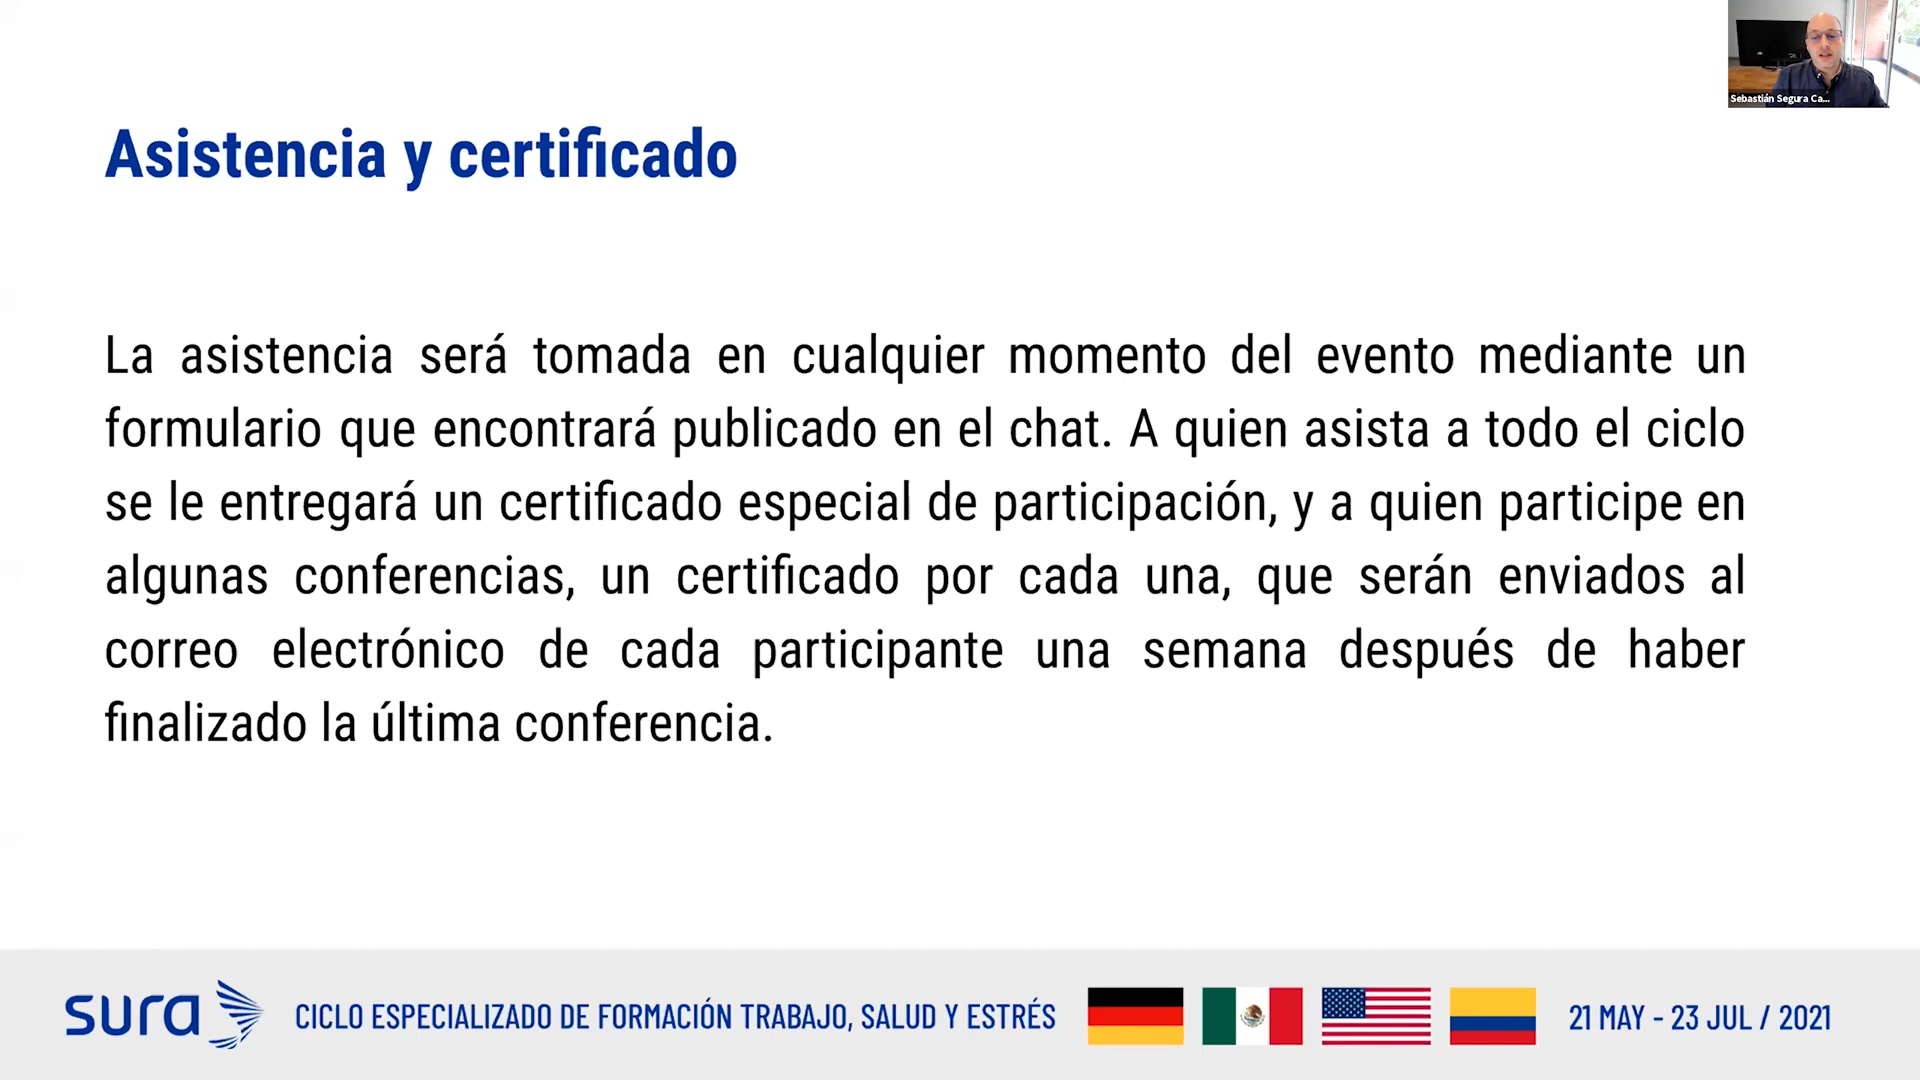 Sebastián Segura Ca...
Asistencia y certificado
La asistencia será tomada en cualquier momento del evento mediante un
formulario que encontrará publicado en el chat. A quien asista a todo el ciclo
se le entregará un certificado especial de participación, y a quien participe en
algunas conferencias, un certificado por cada una, que serán enviados al
correo electrónico de cada participante una semana después de haber
finalizado la última conferencia.
sura
CICLO ESPECIALIZADO DE FORMACIÓN TRABAJO, SALUD Y ESTRÉS
21 MAY - 23 JUL / 2021